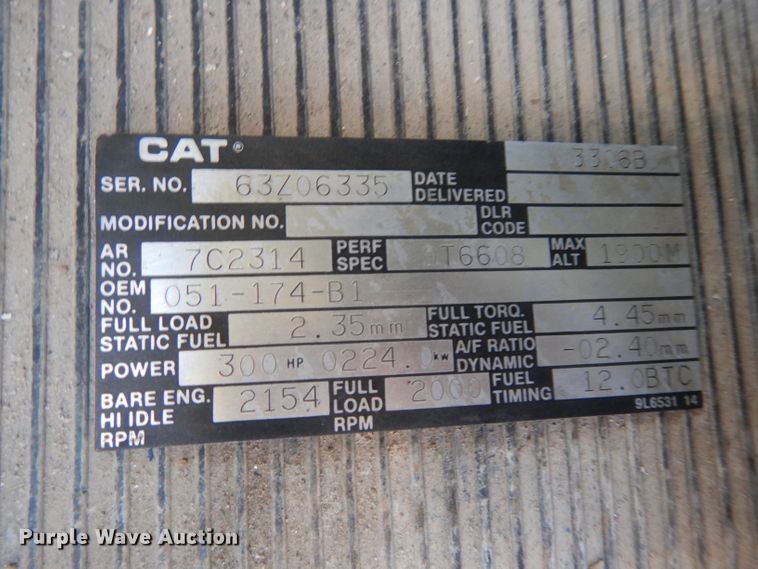 CAT® 3306B
SER. NO. 63Z06335 DATE DELIVERED
MODIFICATION NO. DLR CODE
AR NO. 7C2314 PERF SPEC 0T6608 MAX ALT 1900M
OEM NO. 051-174-B1
FULL LOAD STATIC FUEL 2.35mm FULL TORQ. STATIC FUEL 4.45mm
POWER 300 HP 0224.0 kw A/F RATIO DYNAMIC -02.40mm
BARE ENG. HI IDLE RPM 2154 FULL LOAD RPM 2000 FUEL TIMING 12.0BTC
9L6531 14
Purple Wave Auction